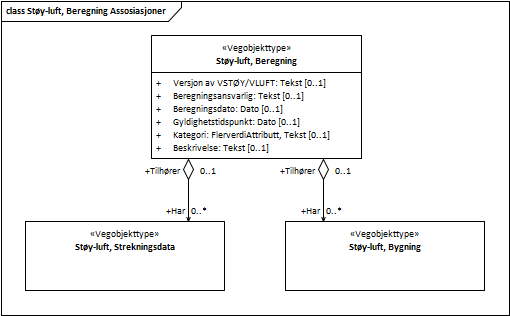 class Støy-luft, Beregning Assosiasjoner
«Vegobjekttype»
Støy-luft, Beregning
+ Versjon av VSTØY/VLUFT: Tekst [0..1]
+ Beregningsansvarlig: Tekst [0..1]
+ Beregningsdato: Dato [0..1]
+ Gyldighetstidspunkt: Dato [0..1]
+ Kategori: FlerverdiAttributt, Tekst [0..1]
+ Beskrivelse: Tekst [0..1]
+Tilhører 0..1 +Tilhører 0..1
+Har 0..* +Har 0..*
«Vegobjekttype»
Støy-luft, Strekningsdata
«Vegobjekttype»
Støy-luft, Bygning